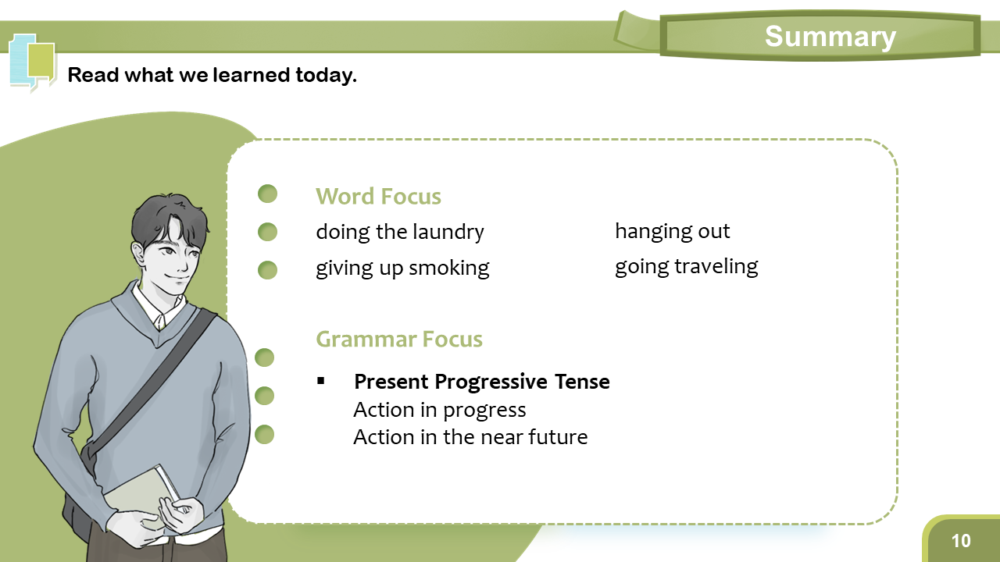 Summary
Read what we learned today.
Word Focus
doing the laundry
hanging out
giving up smoking
going traveling
Grammar Focus
▪ Present Progressive Tense
Action in progress
Action in the near future
10